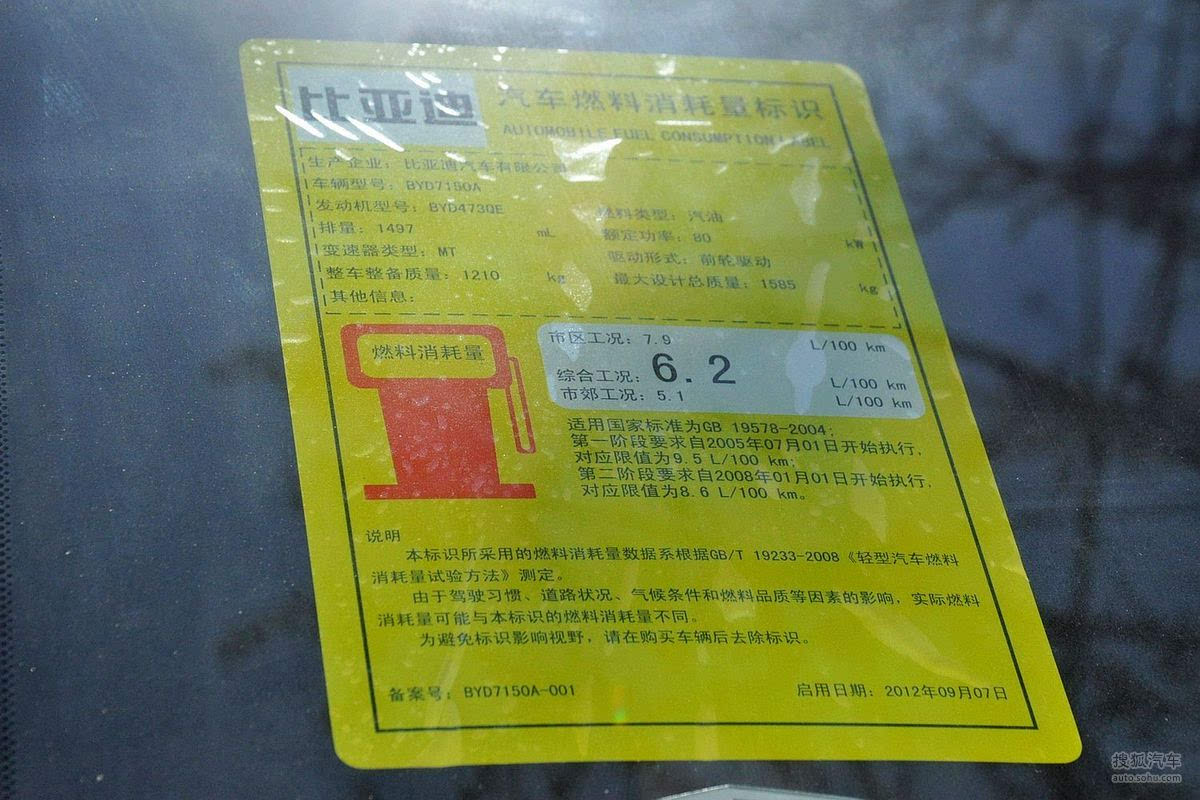 比亚迪 汽车燃料消耗量标识
AUTOMOBILE FUEL CONSUMPTION LABEL
生产企业：比亚迪汽车有限公司
车辆型号：BYD7150A
发动机型号：BYD473QE 燃料类型：汽油
排量：1497 mL 额定功率：80 kW
变速器类型：MT 驱动形式：前轮驱动
整车整备质量：1210 kg 最大设计总质量：1585 kg
其他信息：
燃料消耗量
市区工况：7.9 L/100 km
综合工况：6.2 L/100 km
市郊工况：5.1 L/100 km
适用国家标准为GB 19578-2004；
第一阶段要求自2005年07月01日开始执行，
对应限值为9.5 L/100 km；
第二阶段要求自2008年01月01日开始执行，
对应限值为8.6 L/100 km。
说明
本标识所采用的燃料消耗量数据系根据GB/T 19233-2008《轻型汽车燃料
消耗量试验方法》测定。
由于驾驶习惯、道路状况、气候条件和燃料品质等因素的影响，实际燃料
消耗量可能与本标识的燃料消耗量不同。
为避免标识影响视野，请在购买车辆后去除标识。
备案号：BYD7150A-001 启用日期：2012年09月07日
搜狐汽车
auto.sohu.com